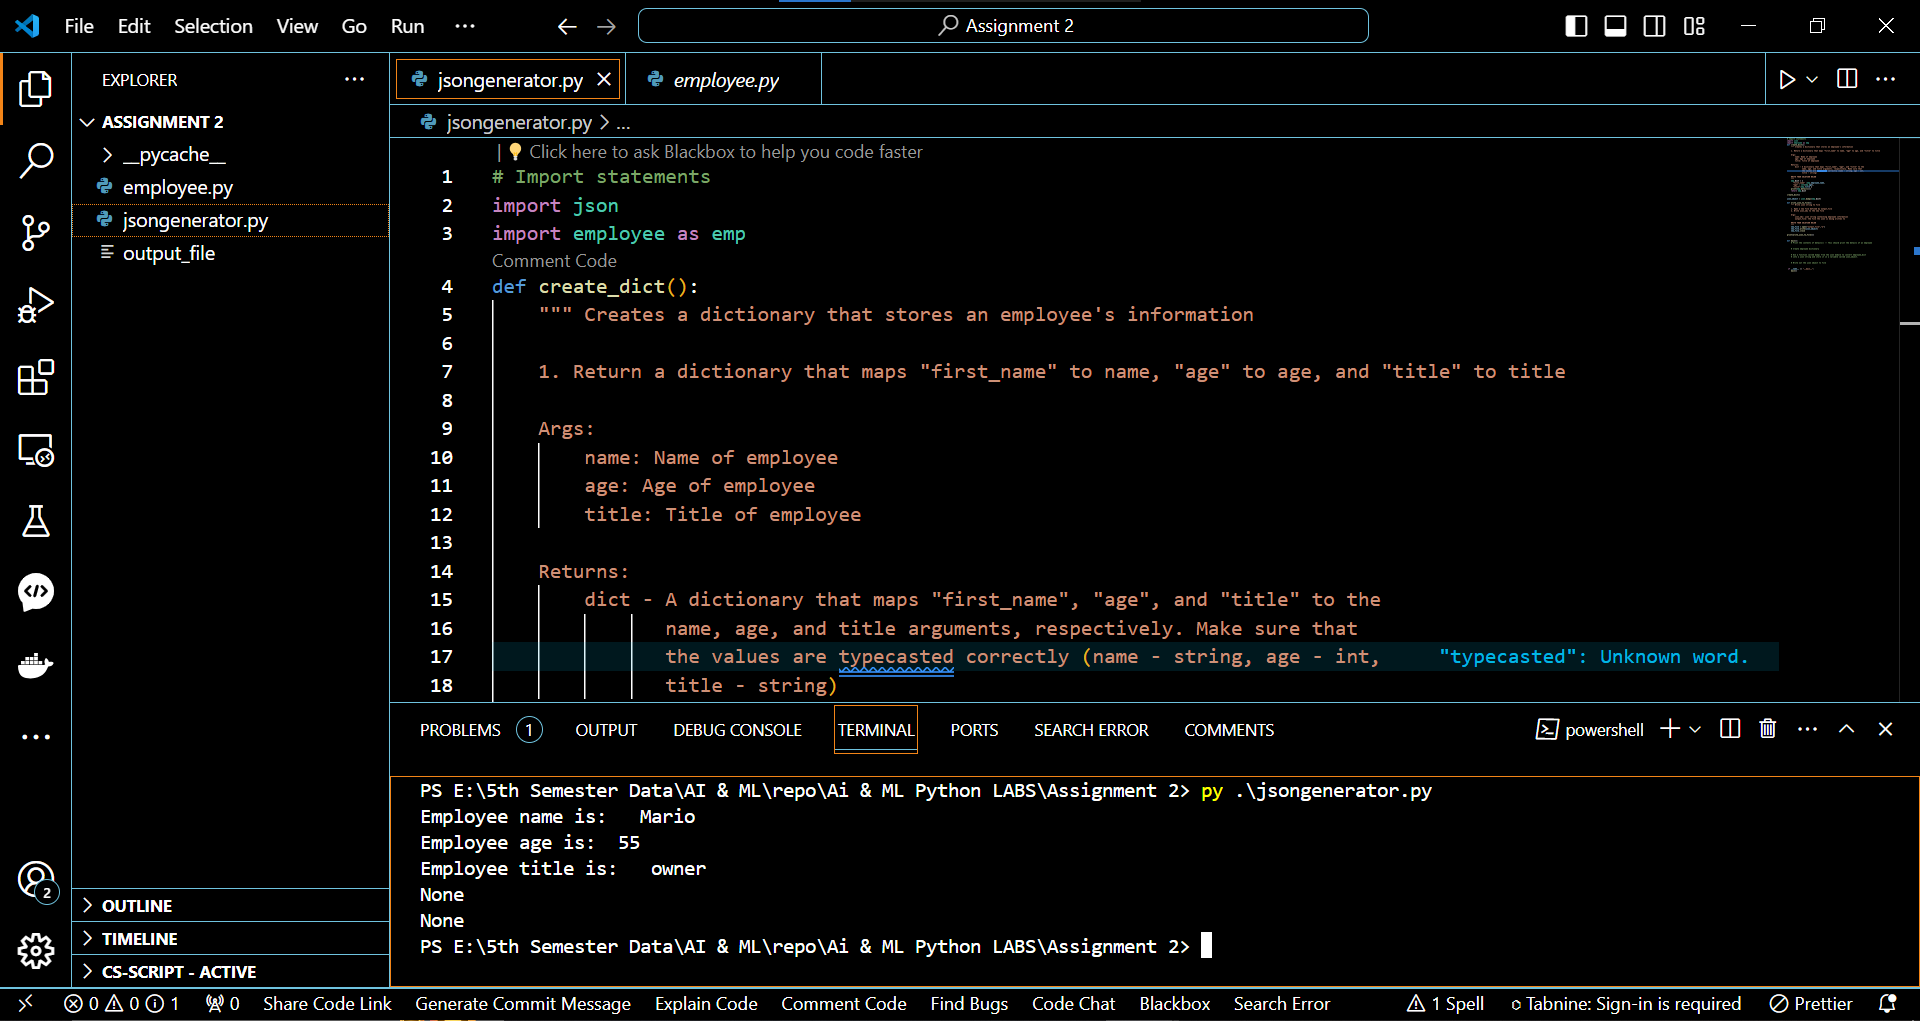 File Edit Selection View Go Run ...
Assignment 2
EXPLORER
ASSIGNMENT 2
__pycache__
employee.py
jsongenerator.py
output_file
OUTLINE
TIMELINE
CS-SCRIPT - ACTIVE
jsongenerator.py employee.py
jsongenerator.py > ...
| Click here to ask Blackbox to help you code faster
1 # Import statements
2 import json
3 import employee as emp
Comment Code
4 def create_dict():
5 """ Creates a dictionary that stores an employee's information
6
7 1. Return a dictionary that maps "first_name" to name, "age" to age, and "title" to title
8
9 Args:
10 name: Name of employee
11 age: Age of employee
12 title: Title of employee
13
14 Returns:
15 dict - A dictionary that maps "first_name", "age", and "title" to the
16 name, age, and title arguments, respectively. Make sure that
17 the values are typecasted correctly (name - string, age - int, "typecasted": Unknown word.
18 title - string)
PROBLEMS 1 OUTPUT DEBUG CONSOLE TERMINAL PORTS SEARCH ERROR COMMENTS powershell
PS E:\5th Semester Data\AI & ML\repo\Ai & ML Python LABS\Assignment 2> py .\jsongenerator.py
Employee name is:   Mario
Employee age is:  55
Employee title is:   owner
None
None
PS E:\5th Semester Data\AI & ML\repo\Ai & ML Python LABS\Assignment 2>
2
0 0 1 0 Share Code Link Generate Commit Message Explain Code Comment Code Find Bugs Code Chat Blackbox Search Error 1 Spell Tabnine: Sign-in is required Prettier